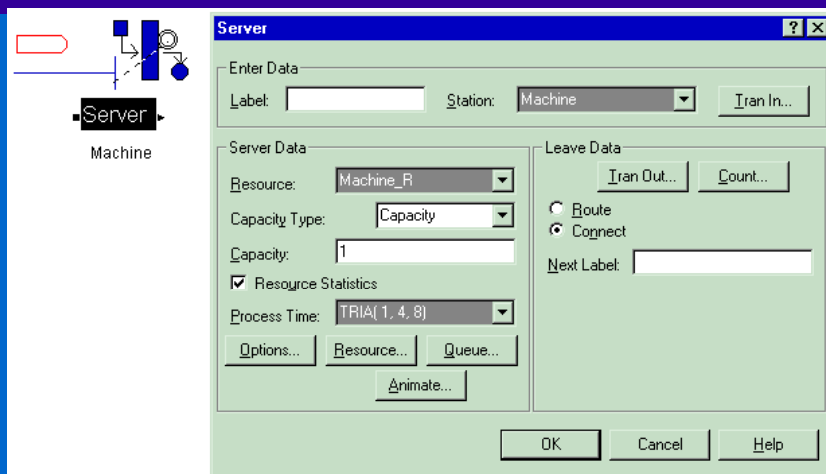 Server
Machine
Server
Enter Data
Label:
Station: Machine
Tran In...
Server Data
Resource: Machine_R
Capacity Type: Capacity
Capacity: 1
Resource Statistics
Process Time: TRIA( 1, 4, 8)
Options... Resource... Queue...
Animate...
Leave Data
Tran Out... Count...
Route
Connect
Next Label:
OK Cancel Help